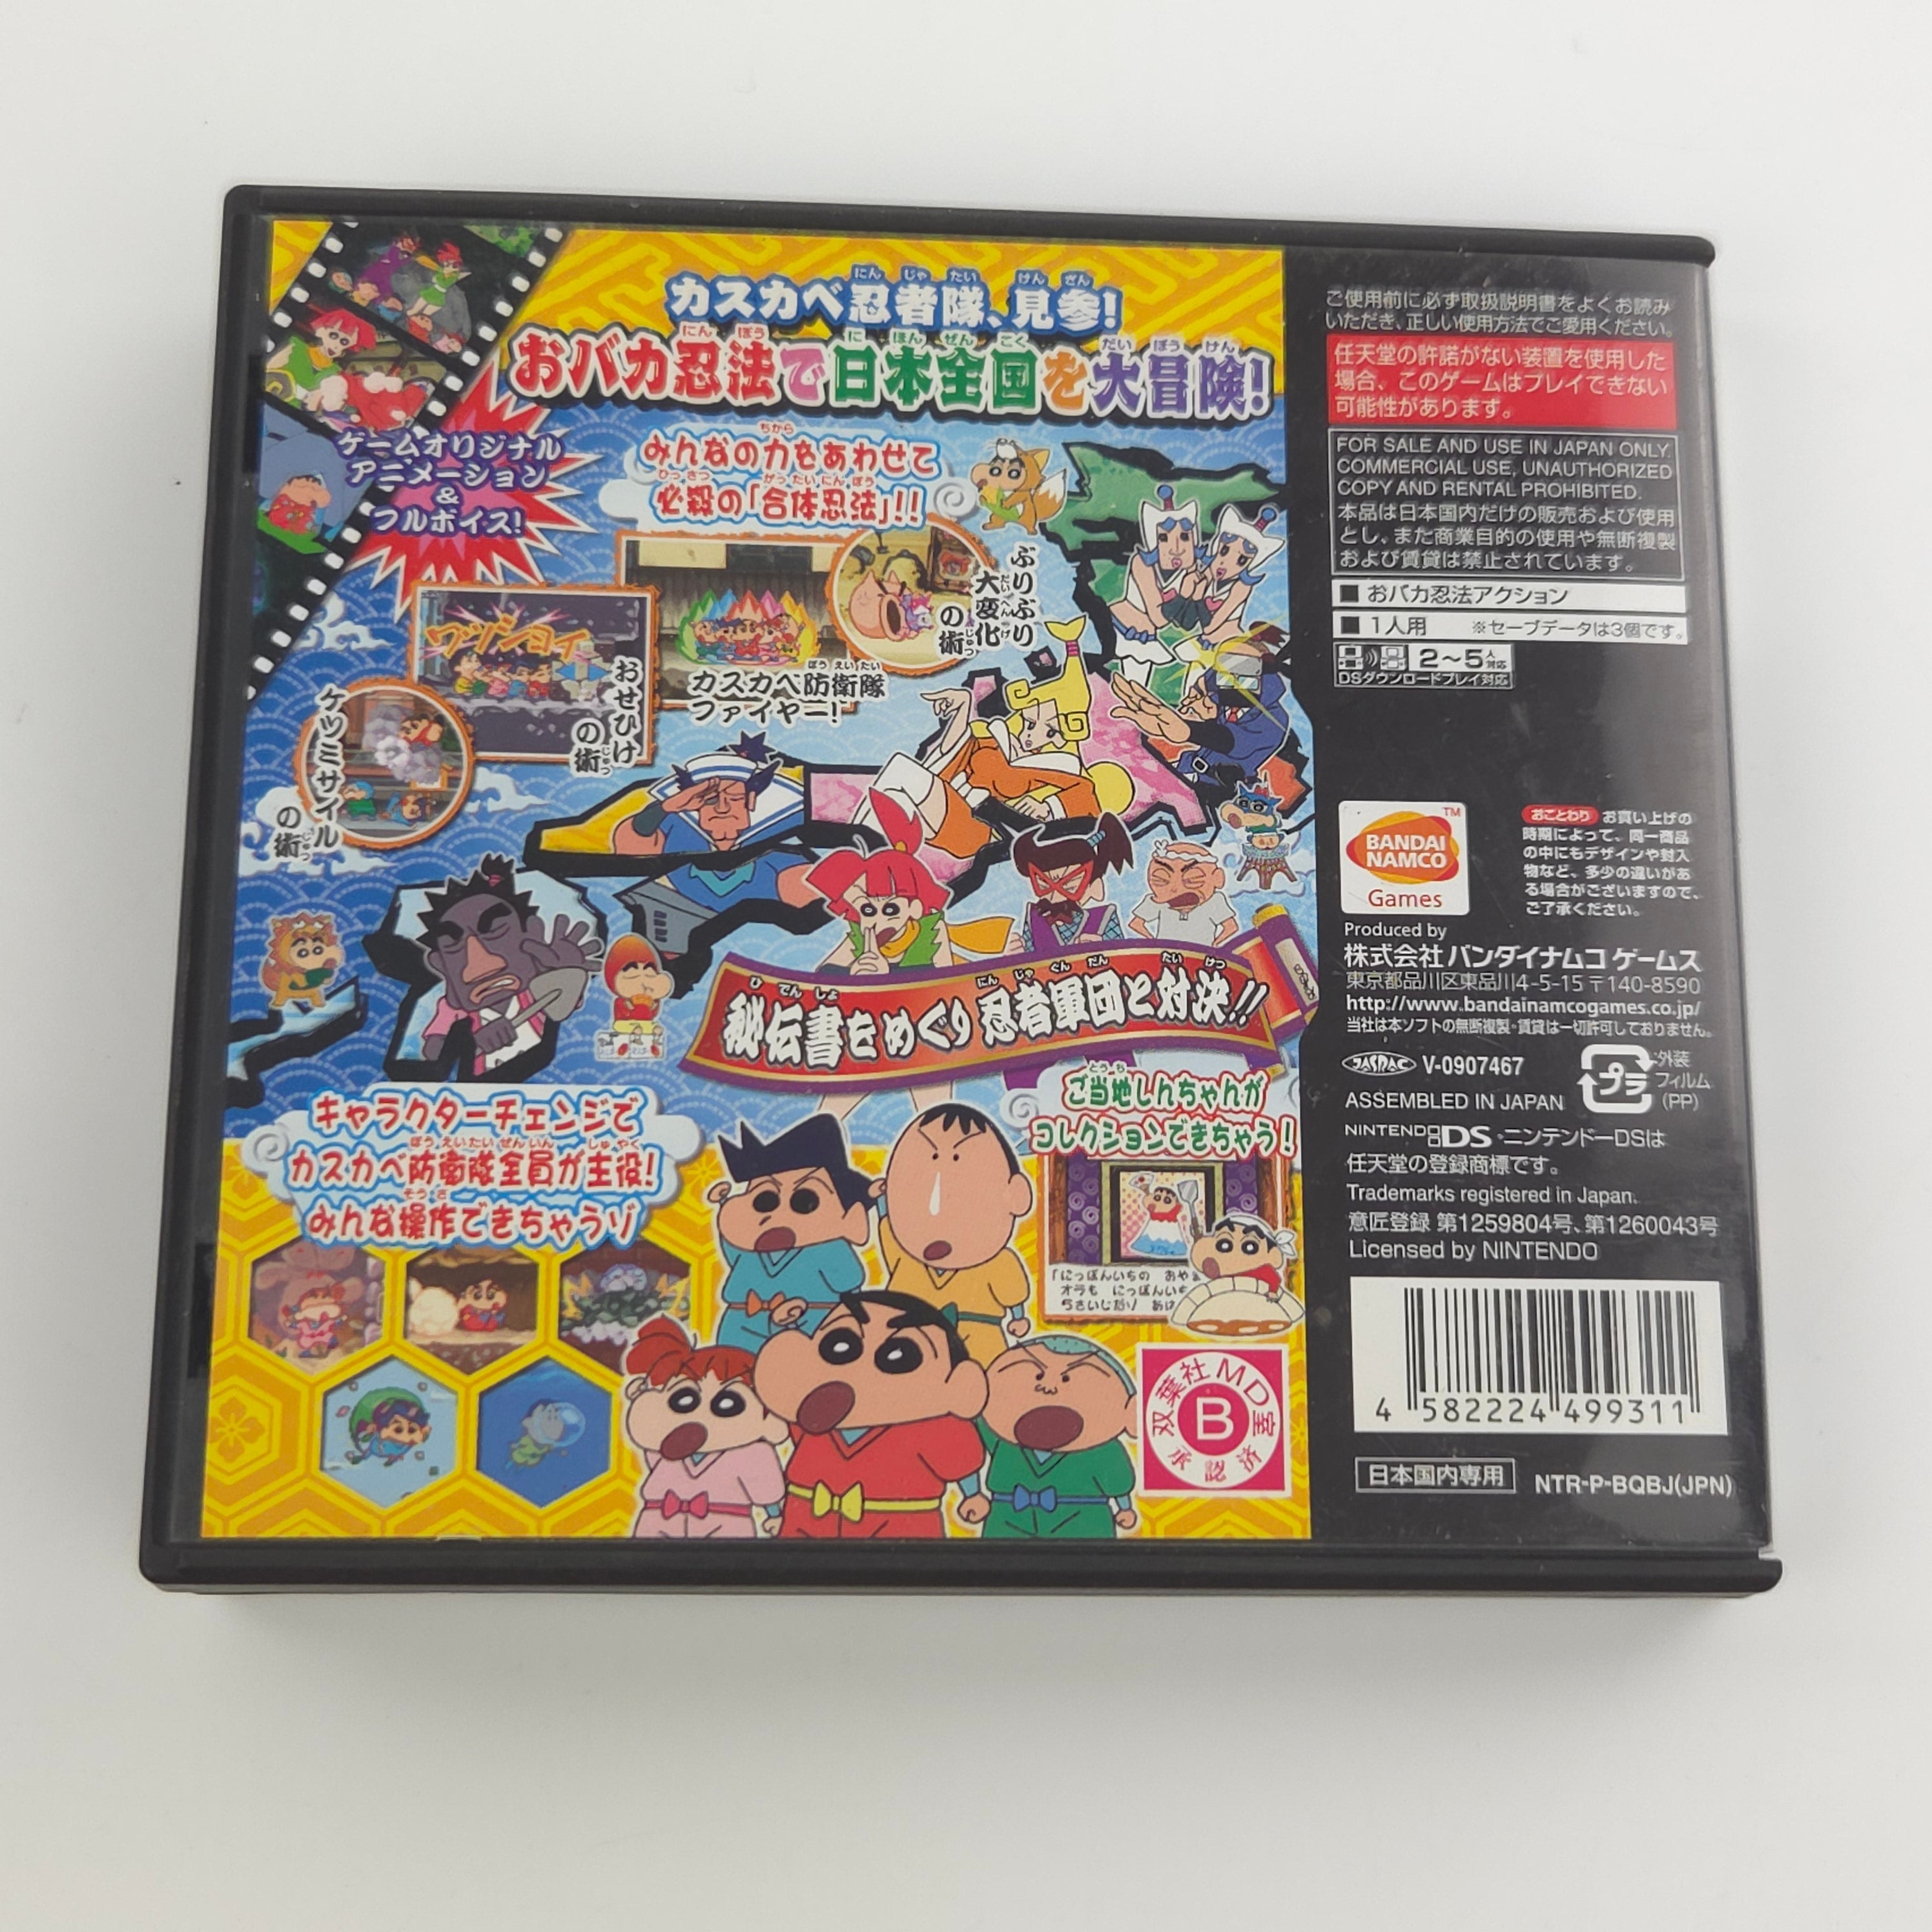 カスカベ忍者隊、見参!
おバカ忍法で日本全国を大冒険!
ゲームオリジナル
アニメーション
&
フルボイス!
みんなの力をあわせて
必殺の「合体忍法」!!
ぶりぶり
大変化
の術
ワッショイ
おせひけ
の術
カスカベ防衛隊
ファイヤー!
ケツミサイル
の術
秘伝書をめぐり忍者軍団と対決!!
キャラクターチェンジで
カスカベ防衛隊全員が主役!
みんな操作できちゃうゾ
ご当地しんちゃんが
コレクションできちゃう!
「にっぽんいちの おや
オラも にっぽんい
ちさいじだゾ
双葉社MD室
B
承認済
ご使用前に必ず取扱説明書をよくお読み
いただき、正しい使用方法でご愛用ください。
任天堂の許諾がない装置を使用した
場合、このゲームはプレイできない
可能性があります。
FOR SALE AND USE IN JAPAN ONLY.
COMMERCIAL USE, UNAUTHORIZED
COPY AND RENTAL PROHIBITED.
本品は日本国内だけの販売および使用
とし、また商業目的の使用や無断複製
および賃貸は禁止されています。
■ おバカ忍法アクション
■ 1人用 ※セーブデータは3個です。
2〜5人対応
DSダウンロードプレイ対応
BANDAI
NAMCO
Games
TM
おことわり お買い上げの
時期によって、同一商品
の中にもデザインや封入
物など、多少の違いがあ
る場合がございますので、
ご了承ください。
Produced by
株式会社 バンダイナムコ ゲームス
東京都品川区東品川4-5-15 〒140-8590
http://www.bandainamcogames.co.jp/
当社は本ソフトの無断複製・賃貸は一切許可しておりません。
JASRAC V-0907467
プラ
外装
フィルム
(PP)
ASSEMBLED IN JAPAN
NINTENDO DS・ニンテンドーDSは
任天堂の登録商標です。
Trademarks registered in Japan.
意匠登録 第1259804号、第1260043号
Licensed by NINTENDO
4 582224 499311
日本国内専用
NTR-P-BQBJ(JPN)